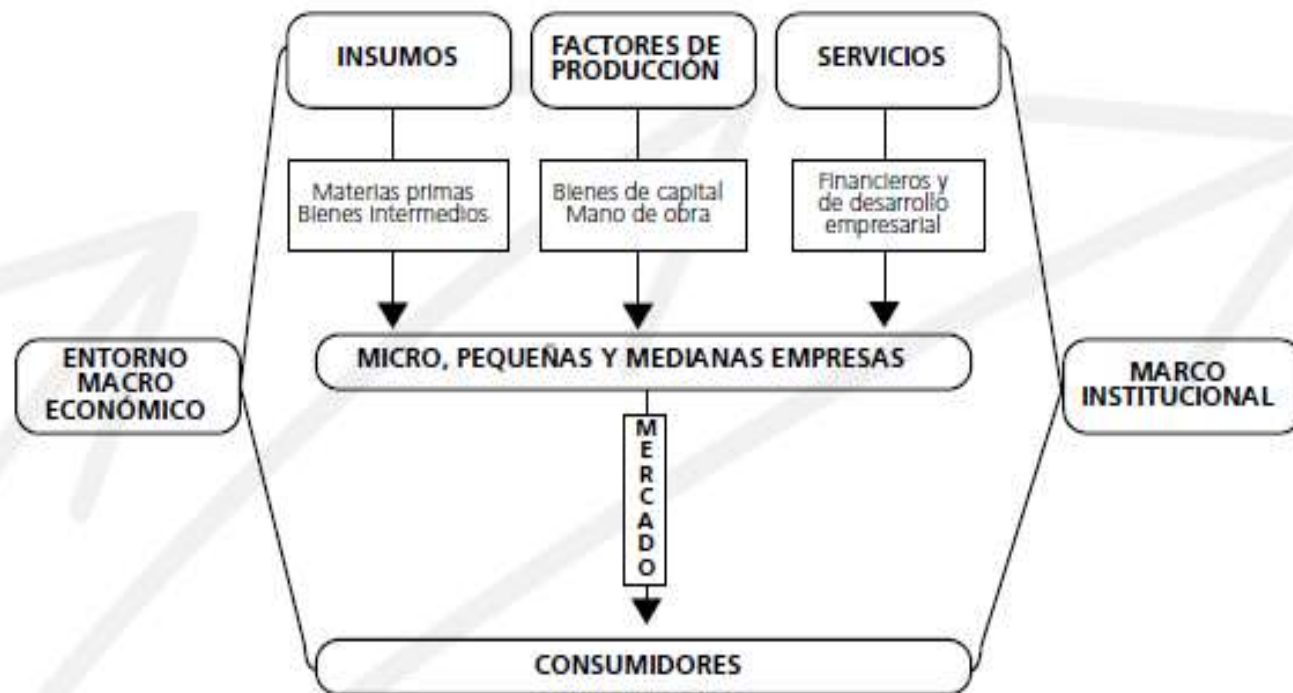 INSUMOS
FACTORES DE
PRODUCCIÓN
SERVICIOS
Materias primas
Bienes Intermedios
Bienes de capital
Mano de obra
Financieros y
de desarrollo
empresarial
ENTORNO
MACRO
ECONÓMICO
MICRO, PEQUEÑAS Y MEDIANAS EMPRESAS
MARCO
INSTITUCIONAL
MERCADO
CONSUMIDORES